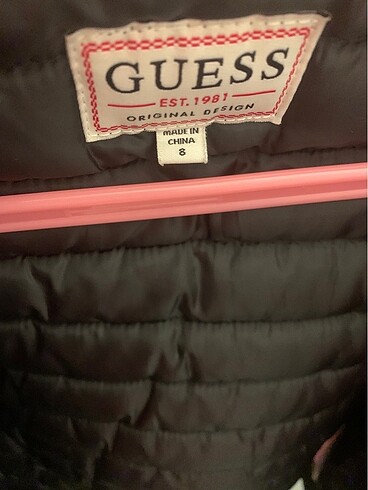 GUESS
EST. 1981
ORIGINAL DESIGN
MADE IN
CHINA
8